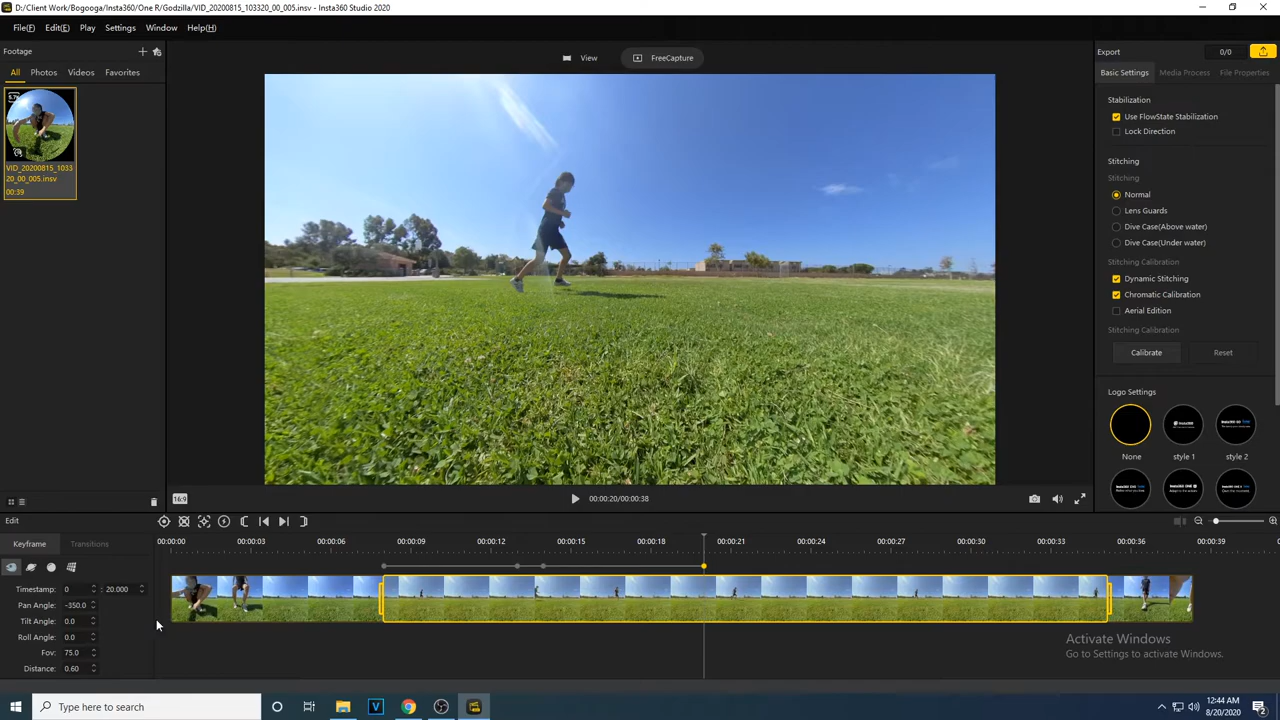 D:\Client Work\Bogooga\One R\Godzilla\VID_20200815_103320_00_005.insv - Insta360 Studio 2020
File(F) Edit(E) Play Settings Window Help(H)
Footage
All Photos Videos Favorites
VID_20200815_1033
20_00_005.insv
00:39
View FreeCapture
Export 0/0
Basic Settings Media Process File Properties
Stabilization
Use FlowState Stabilization
Lock Direction
Stitching
Stitching
Normal
Lens Guards
Dive Case(Above water)
Dive Case(Under water)
Stitching Calibration
Dynamic Stitching
Chromatic Calibration
Aerial Edition
Stitching Calibration
Calibrate Reset
Logo Settings
None style 1 style 2
16:9 00:00:20/00:00:38
Edit
Keyframe Transitions
00:00:00 00:00:03 00:00:06 00:00:09 00:00:12 00:00:15 00:00:18 00:00:21 00:00:24 00:00:27 00:00:30 00:00:33 00:00:36 00:00:39
Timestamp: 0 : 20.000
Pan Angle: -350.0
Tilt Angle: 0.0
Roll Angle: 0.0
Fov: 75.0
Distance: 0.60
Activate Windows
Go to Settings to activate Windows.
Type here to search
12:44 AM
8/20/2020
2